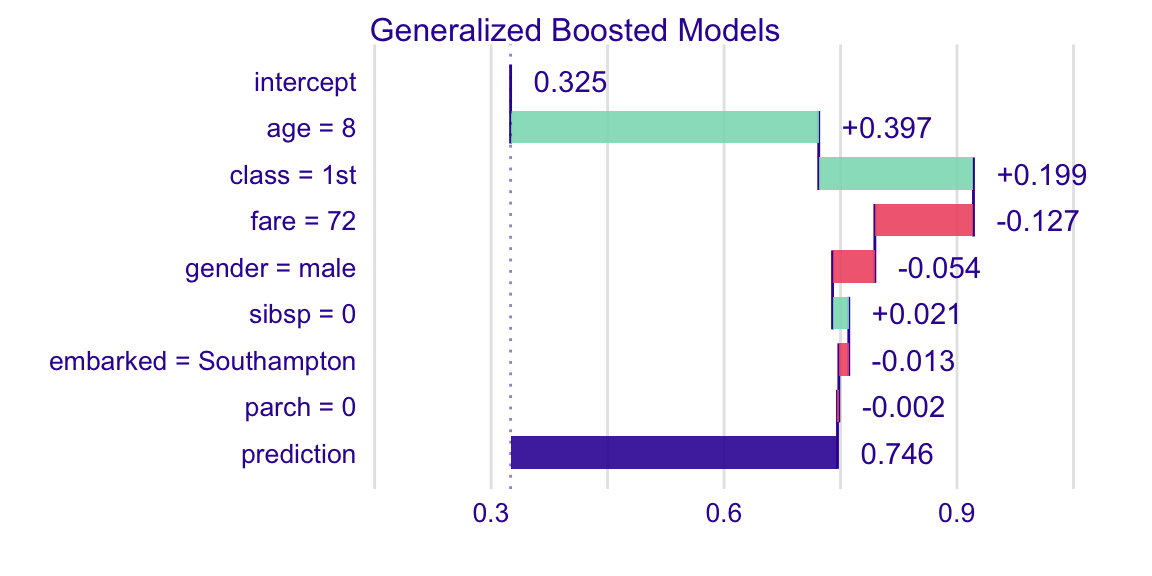 Generalized Boosted Models
intercept 0.325
age = 8 +0.397
class = 1st +0.199
fare = 72 -0.127
gender = male -0.054
sibsp = 0 +0.021
embarked = Southampton -0.013
parch = 0 -0.002
prediction 0.746
0.3 0.6 0.9